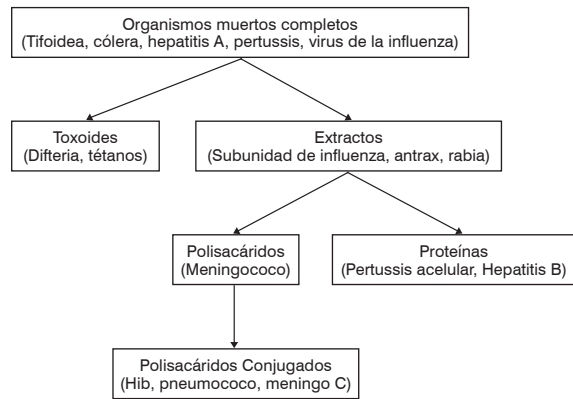 Organismos muertos completos
(Tifoidea, cólera, hepatitis A, pertussis, virus de la influenza)
Toxoides
(Difteria, tétanos)
Extractos
(Subunidad de influenza, antrax, rabia)
Polisacáridos
(Meningococo)
Proteínas
(Pertussis acelular, Hepatitis B)
Polisacáridos Conjugados
(Hib, pneumococo, meningo C)